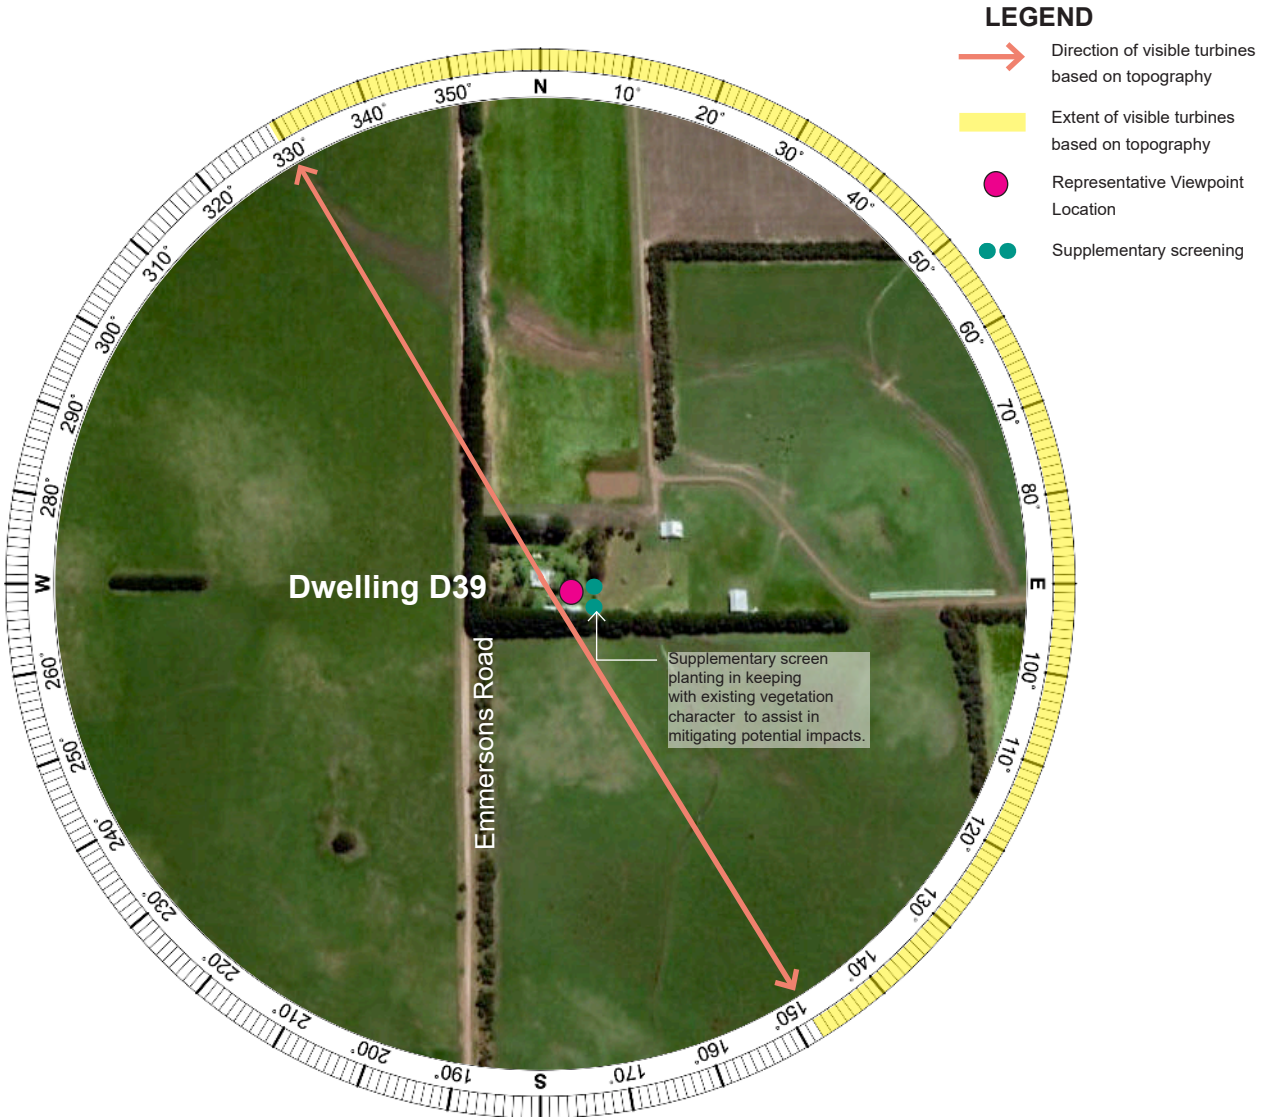 LEGEND
Direction of visible turbines
based on topography
Extent of visible turbines
based on topography
Representative Viewpoint
Location
Supplementary screening
N
10°
20°
30°
40°
50°
60°
70°
80°
E
100°
110°
120°
130°
140°
150°
160°
170°
S
190°
200°
210°
220°
230°
240°
250°
260°
W
280°
290°
300°
310°
320°
330°
340°
350°
Dwelling D39
Emmersons Road
Supplementary screen
planting in keeping
with existing vegetation
character to assist in
mitigating potential impacts.